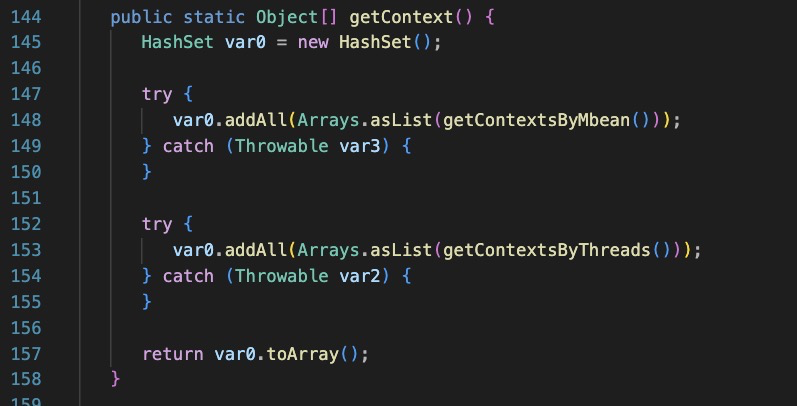 144 public static Object[] getContext() {
145 HashSet var0 = new HashSet();
146
147 try {
148 var0.addAll(Arrays.asList(getContextsByMbean()));
149 } catch (Throwable var3) {
150 }
151
152 try {
153 var0.addAll(Arrays.asList(getContextsByThreads()));
154 } catch (Throwable var2) {
155 }
156
157 return var0.toArray();
158 }
159